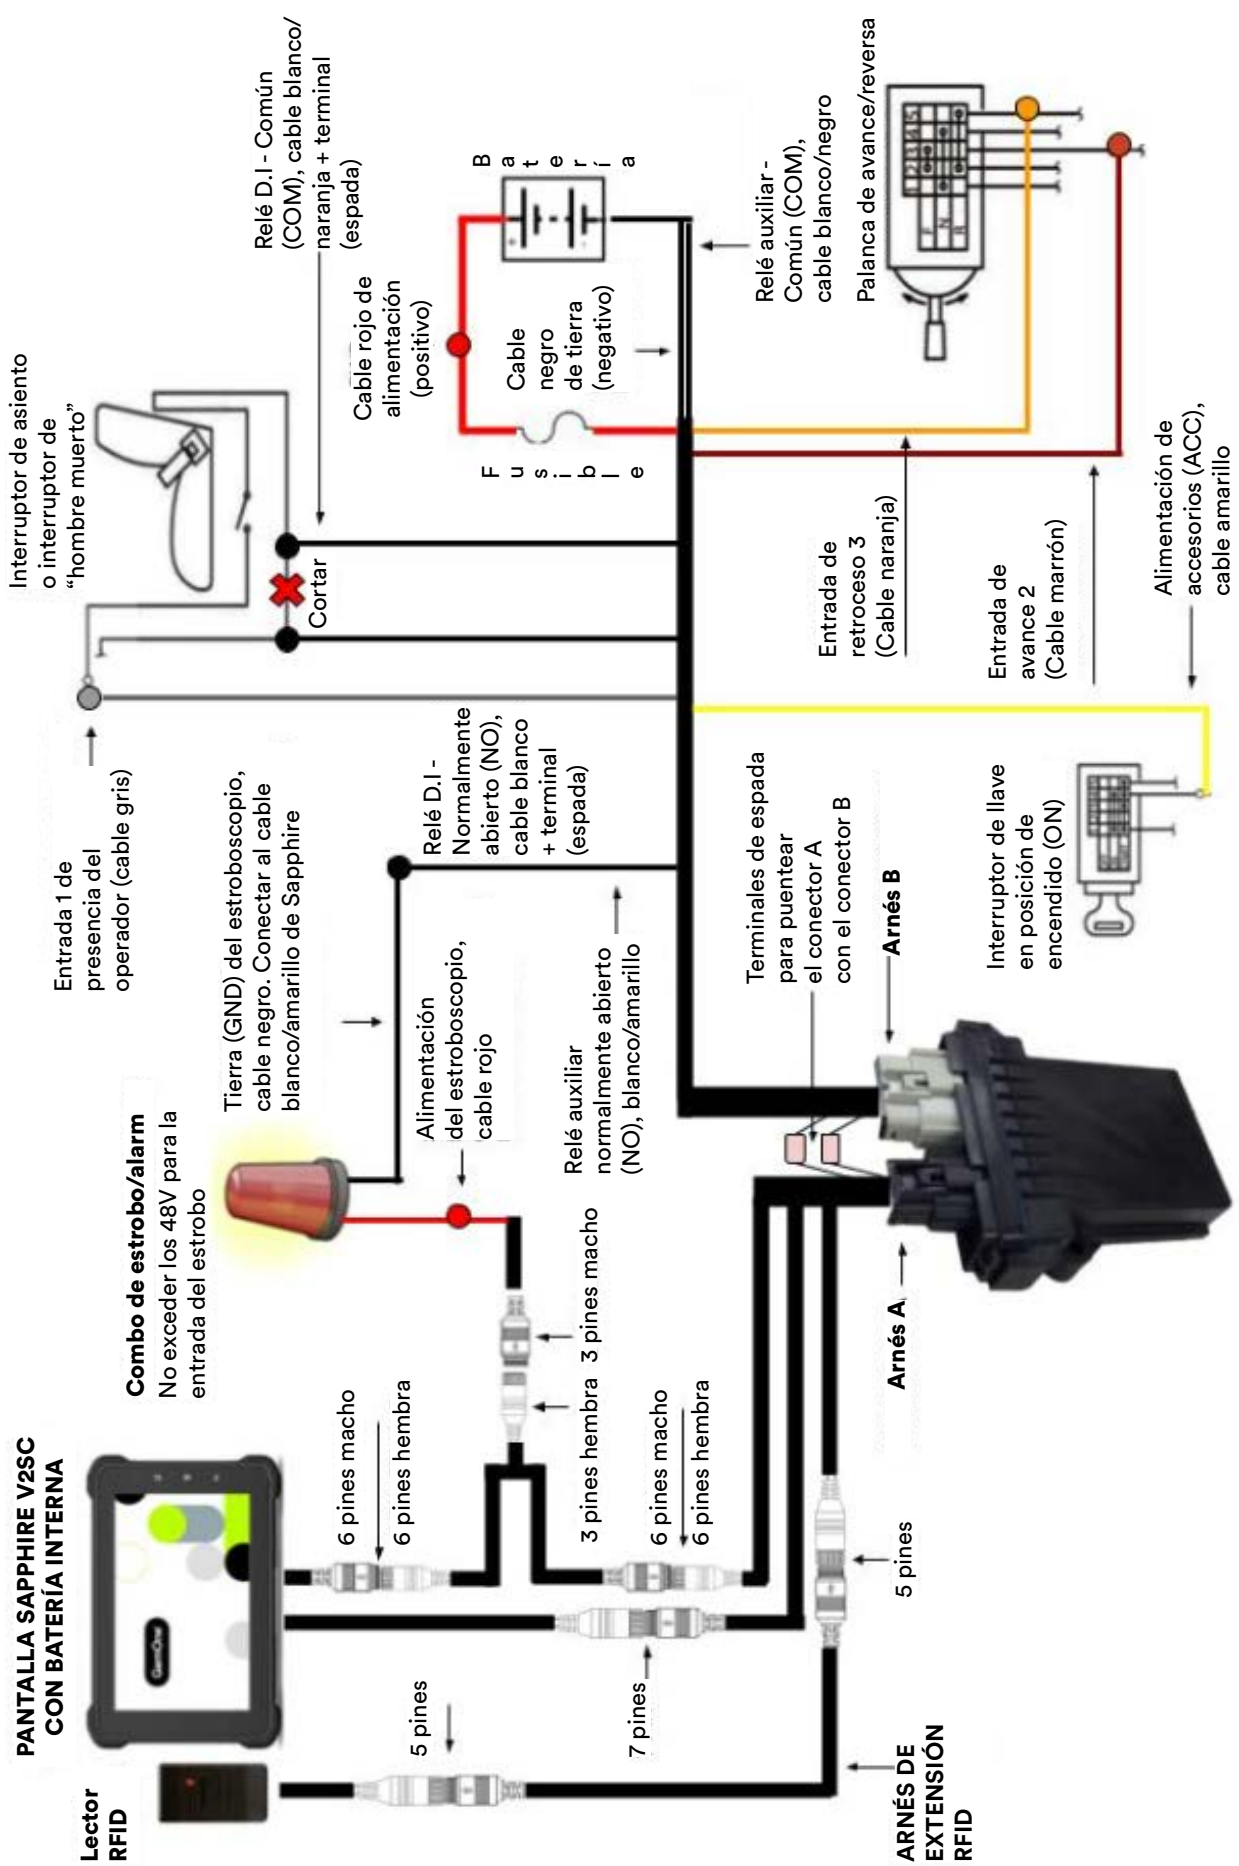 PANTALLA SAPPHIRE V2SC
CON BATERÍA INTERNA
Lector
RFID
GemOne
5 pines
7 pines
6 pines macho
6 pines hembra
3 pines hembra
3 pines macho
6 pines macho
6 pines hembra
5 pines
ARNÉS DE
EXTENSIÓN
RFID
Combo de estrobo/alarm
No exceder los 48V para la
entrada del estrobo
Tierra (GND) del estroboscopio,
cable negro. Conectar al cable
blanco/amarillo de Sapphire
Alimentación
del estroboscopio,
cable rojo
Relé auxiliar
normalmente abierto
(NO), blanco/amarillo
Arnés A
Arnés B
Terminales de espada
para puentear
el conector A
con el conector B
Entrada 1 de
presencia del
operador (cable gris)
Relé D.I -
Normalmente
abierto (NO),
cable blanco
+ terminal
(espada)
Interruptor de asiento
o interruptor de
“hombre muerto”
Cortar
Relé D.I - Común
(COM), cable blanco/
naranja + terminal
(espada)
Cable rojo de
alimentación
(positivo)
Fusible
Batería
+
-
Cable
negro
de tierra
(negativo)
Relé auxiliar -
Común (COM),
cable blanco/negro
Palanca de avance/reversa
1 2 3 4 5
F
N
R
Entrada de
retroceso 3
(Cable naranja)
Entrada de
avance 2
(Cable marrón)
Alimentación de
accesorios (ACC),
cable amarillo
Interruptor de llave
en posición de
encendido (ON)